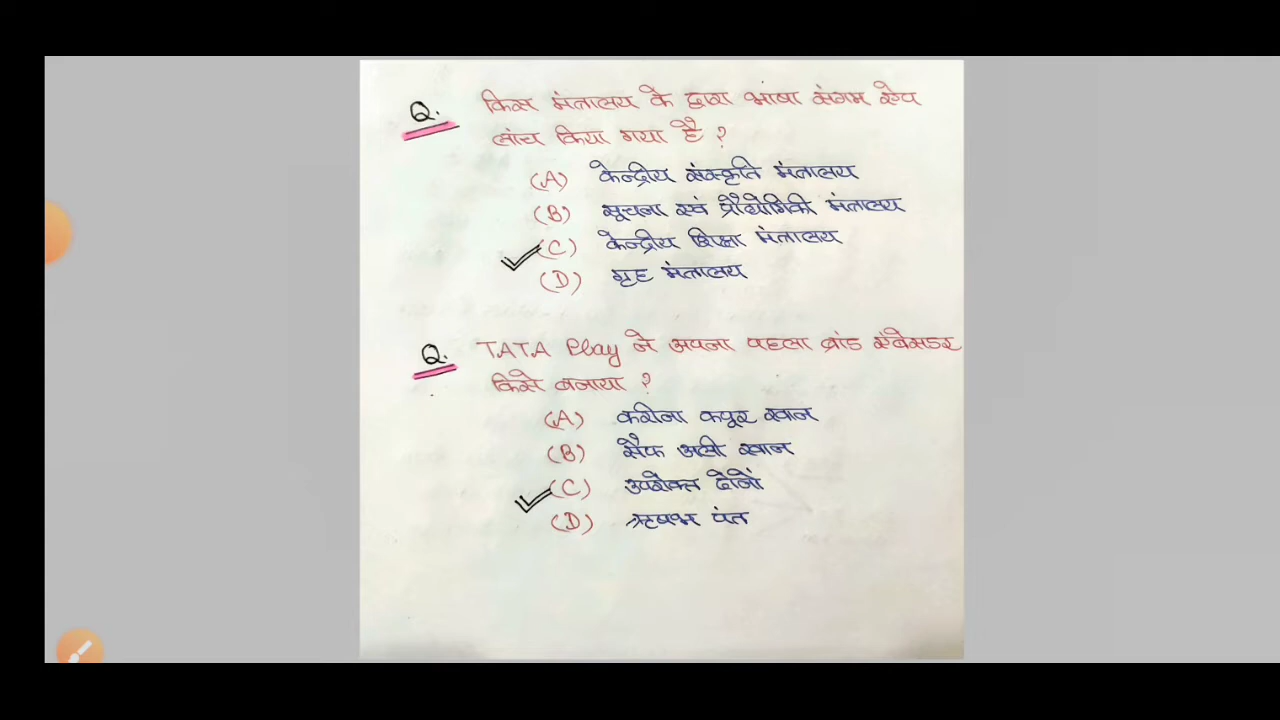 Q. किस मंत्रालय के द्वारा भाषा संगम ऐप
लांच किया गया है ?
(A) केन्द्रीय संस्कृति मंत्रालय
(B) सूचना एवं प्रौद्योगिकी मंत्रालय
(C) केन्द्रीय शिक्षा मंत्रालय
(D) गृह मंत्रालय
Q. TATA Play ने अपना पहला ब्रांड एंबेसडर
किसे बनाया ?
(A) करीना कपूर खान
(B) सैफ अली खान
(C) उपरोक्त दोनों
(D) ऋषभ पंत